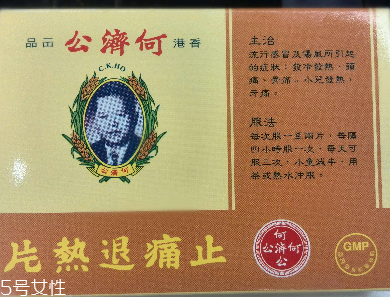 品出 公濟何 港香
C.K.HO
公濟何
片熱退痛止
主治
流行感冒及傷風所引起
的症狀：發冷發熱、頭
痛、骨痛、小兒發熱、
牙痛。
服法
每次服一至兩片，每隔
四小時服一次，每天可
服三次，小童減半，用
茶或熱水沖服。
何
公濟何
公
GMP
5号女性